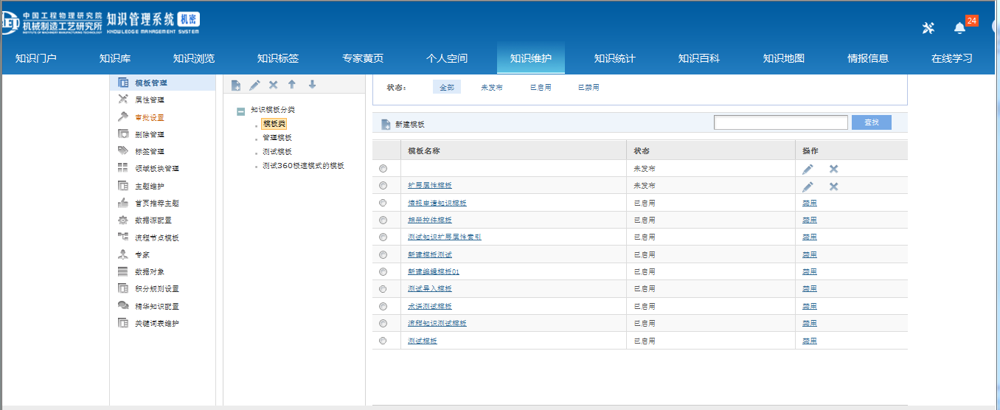 中国工程物理研究院
机械制造工艺研究所
INSTITUTE OF MACHINERY MANUFACTURING TECHNOLOGY
知识管理系统 机密
KNOWLEDGE MANAGEMENT SYSTEM
24
知识门户 知识库 知识浏览 知识标签 专家黄页 个人空间 知识维护 知识统计 知识百科 知识地图 情报信息 在线学习
模板管理
属性管理
审批设置
删除管理
标签管理
领域板块管理
主题维护
首页推荐主题
数据源配置
流程节点模板
专家
数据对象
积分规则设置
精华知识配置
关键词表维护
知识模板分类
模板类
管理模板
测试模板
测试360极速模式的模板
状态: 全部 未发布 已启用 已禁用
新建模板 查找
模板名称 状态 操作
未发布
扩展属性模板 未发布
情报申请知识模板 已启用 禁用
相册控件模板 已启用 禁用
测试知识扩展属性索引 已启用 禁用
新建模板测试 已启用 禁用
新建编辑模板01 已启用 禁用
测试导入模板 已启用 禁用
术语测试模板 已启用 禁用
流程知识测试模板 已启用 禁用
测试模板 已启用 禁用